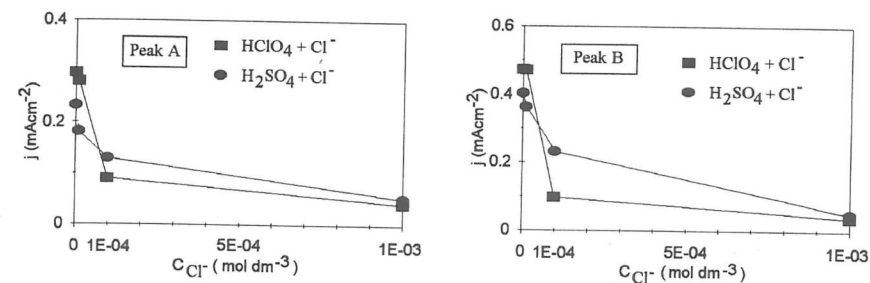 0.4
Peak A
HClO₄ + Cl⁻
H₂SO₄ + Cl⁻
j (mAcm⁻²)
0.2
0
0 1E-04 5E-04 1E-03
C_Cl⁻ ( mol dm⁻³ )
0.6
Peak B
HClO₄ + Cl⁻
H₂SO₄ + Cl⁻
j (mAcm⁻²)
0.4
0.2
0
0 1E-04 5E-04 1E-03
C_Cl⁻ ( mol dm⁻³ )